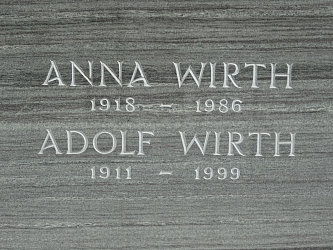 ANNA WIRTH
1918 – 1986
ADOLF WIRTH
1911 – 1999